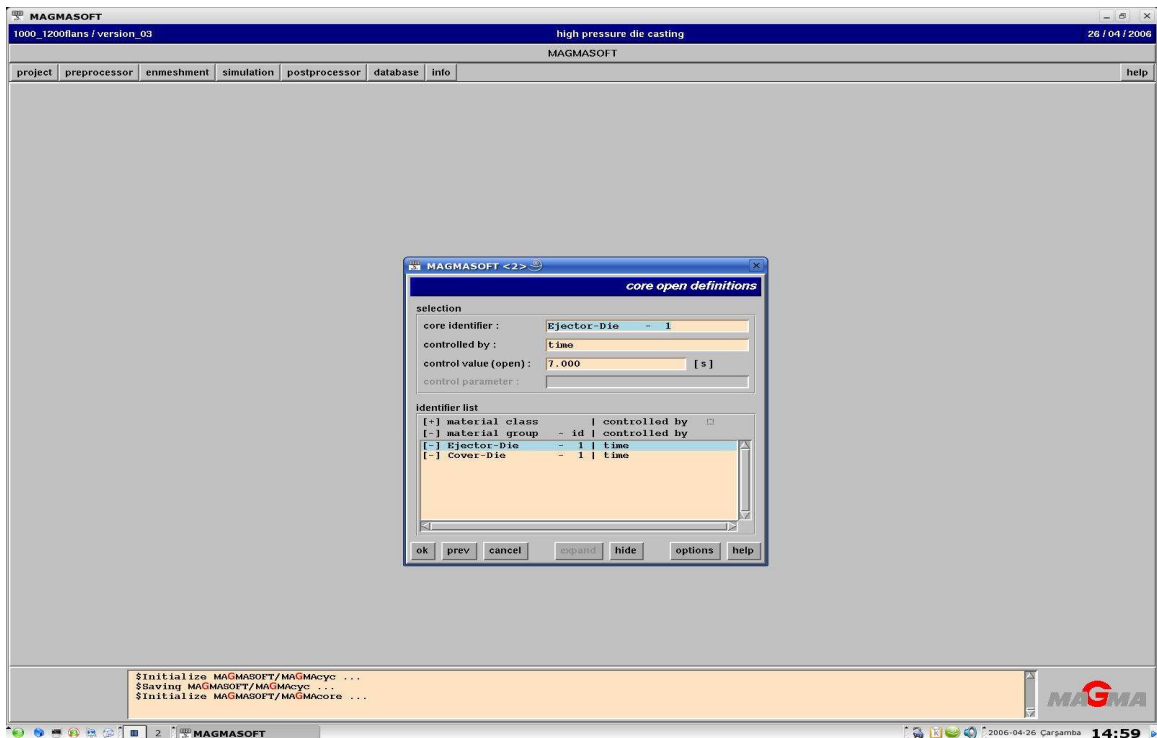 MAGMASOFT
1000_1200flans / version_03 high pressure die casting 26 / 04 / 2006
MAGMASOFT
project preprocessor enmeshment simulation postprocessor database info help
MAGMASOFT <2>
core open definitions
selection
core identifier : Ejector-Die - 1
controlled by : time
control value (open) : 7.000 [s]
control parameter :
identifier list
[+] material class | controlled by
[-] material group - id | controlled by
[-] Ejector-Die - 1 | time
[-] Cover-Die - 1 | time
ok prev cancel expand hide options help
$Initialize MAGMASOFT/MAGMAcyc ...
$Saving MAGMASOFT/MAGMAcyc ...
$Initialize MAGMASOFT/MAGMAcore ...
MAGMA
2 MAGMASOFT 2006-04-26 Çarşamba 14:59